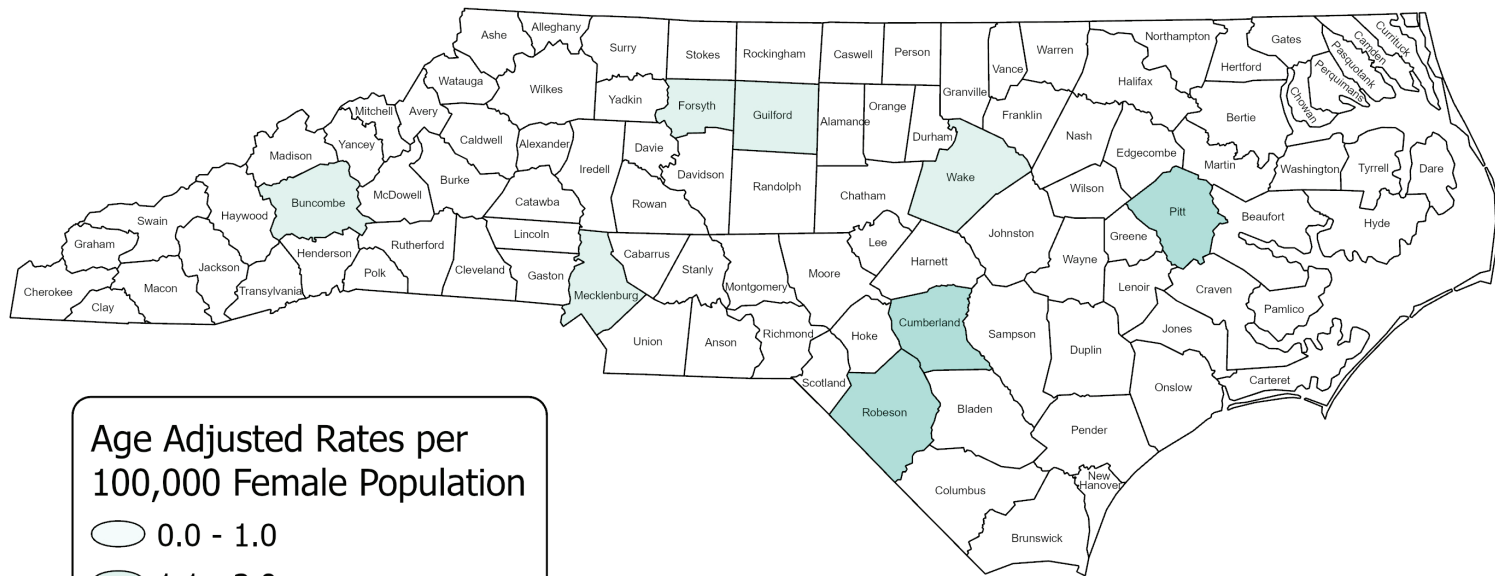 Ashe
Alleghany
Surry
Stokes
Rockingham
Caswell
Person
Granville
Vance
Warren
Northampton
Halifax
Hertford
Gates
Currituck
Camden
Pasquotank
Perquimans
Chowan
Bertie
Watauga
Wilkes
Yadkin
Forsyth
Guilford
Alamance
Orange
Durham
Franklin
Nash
Edgecombe
Martin
Washington
Tyrrell
Dare
Mitchell
Avery
Yancey
Madison
Caldwell
Alexander
Iredell
Davie
Davidson
Randolph
Chatham
Wake
Wilson
Pitt
Beaufort
Hyde
Buncombe
McDowell
Burke
Catawba
Rowan
Swain
Haywood
Graham
Jackson
Henderson
Rutherford
Polk
Cleveland
Lincoln
Gaston
Cabarrus
Stanly
Montgomery
Moore
Lee
Harnett
Johnston
Greene
Wayne
Lenoir
Craven
Pamlico
Cherokee
Clay
Macon
Transylvania
Mecklenburg
Union
Anson
Richmond
Hoke
Cumberland
Sampson
Duplin
Jones
Onslow
Carteret
Scotland
Robeson
Bladen
Pender
New
Hanover
Columbus
Brunswick
Age Adjusted Rates per
100,000 Female Population
0.0 - 1.0